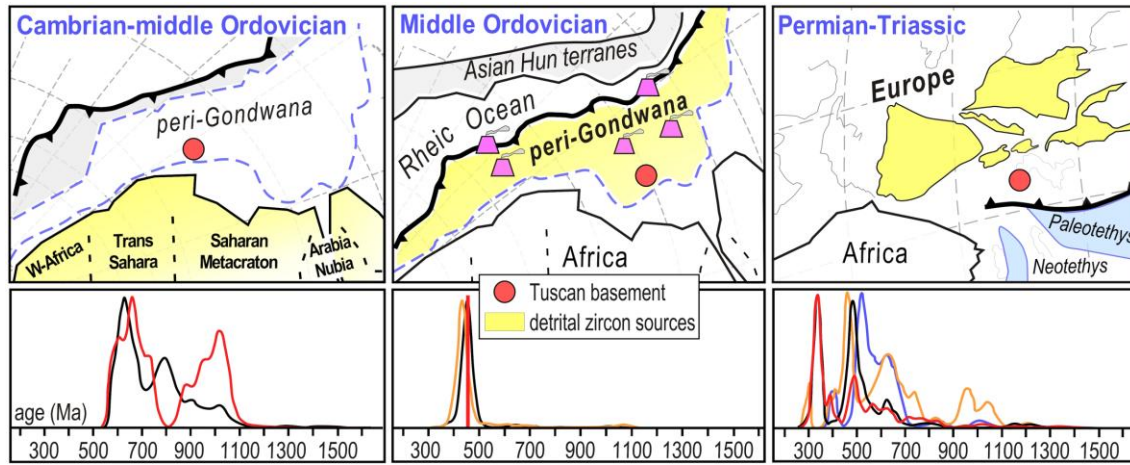 Cambrian-middle Ordovician
peri-Gondwana
W-Africa
Trans
Sahara
Saharan
Metacraton
Arabia
Nubia
age (Ma)
200 300 500 700 900 1100 1300 1500
Middle Ordovician
Asian Hun terranes
Rheic Ocean
peri-Gondwana
Africa
Tuscan basement
detrital zircon sources
300 500 700 900 1100 1300 1500
Permian-Triassic
Europe
Africa
Paleotethys
Neotethys
300 500 700 900 1100 1300 1500